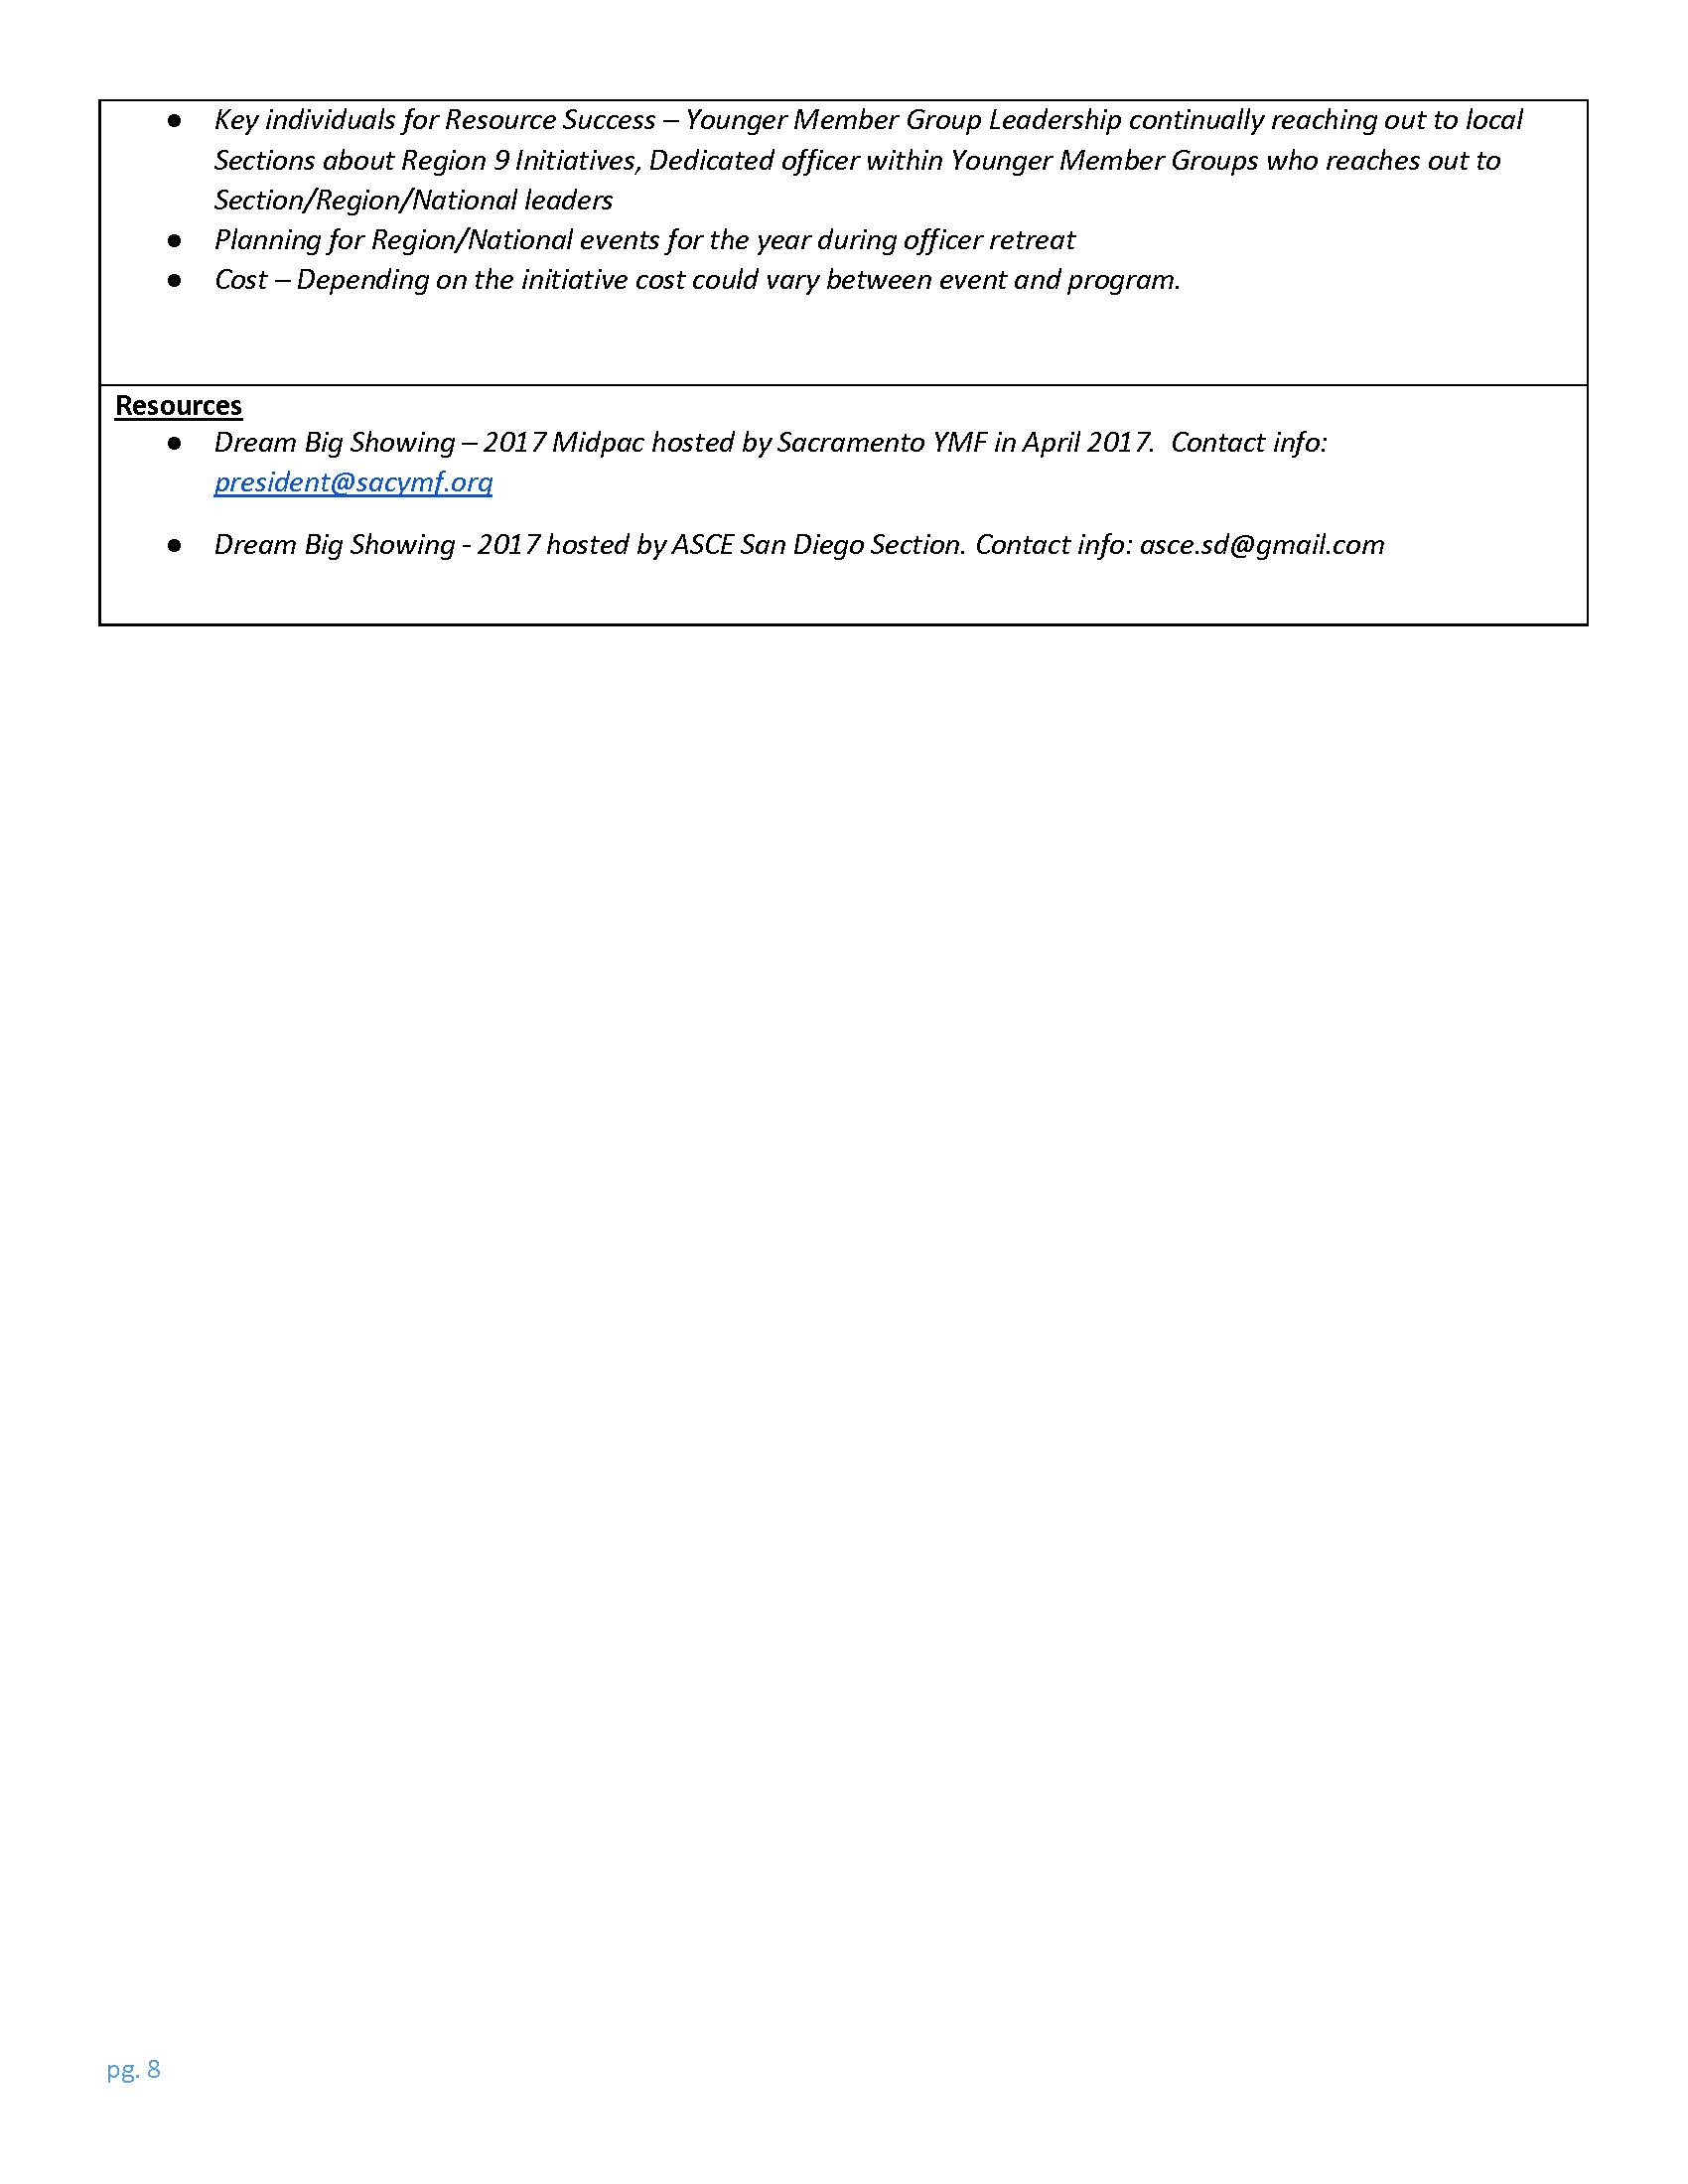 ● Key individuals for Resource Success – Younger Member Group Leadership continually reaching out to local
Sections about Region 9 Initiatives, Dedicated officer within Younger Member Groups who reaches out to
Section/Region/National leaders
● Planning for Region/National events for the year during officer retreat
● Cost – Depending on the initiative cost could vary between event and program.
Resources
● Dream Big Showing – 2017 Midpac hosted by Sacramento YMF in April 2017.  Contact info:
president@sacymf.org
● Dream Big Showing - 2017 hosted by ASCE San Diego Section. Contact info: asce.sd@gmail.com
pg. 8